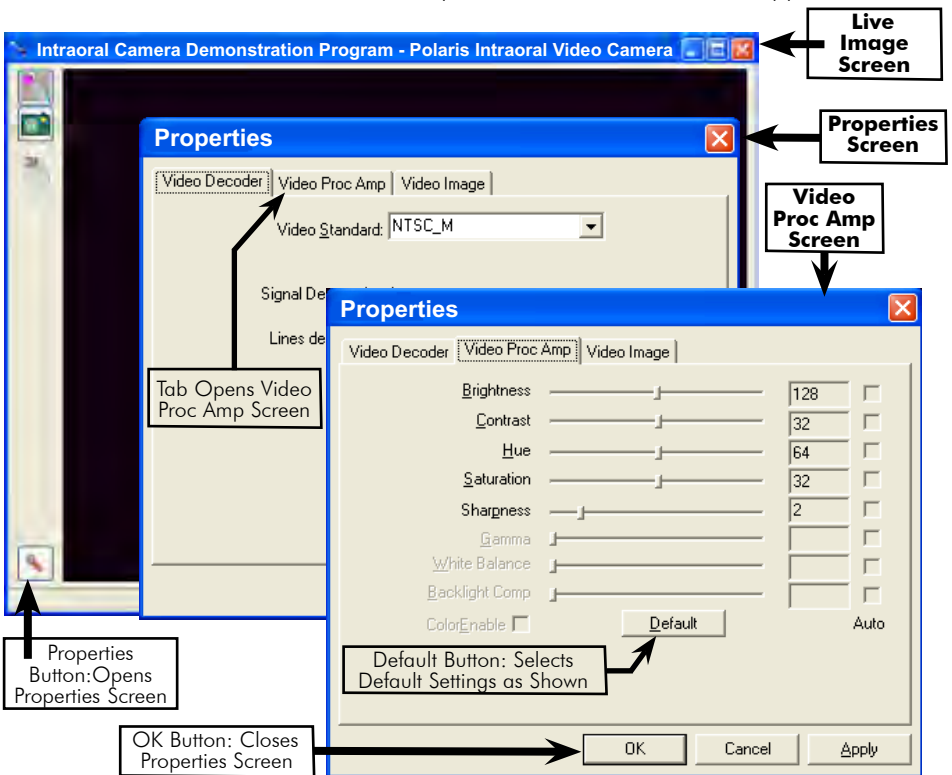 Live
Image
Screen
Intraoral Camera Demonstration Program - Polaris Intraoral Video Camera
Properties
Properties
Screen
Video Decoder Video Proc Amp Video Image
Video Standard: NTSC_M
Video
Proc Amp
Screen
Signal De
Lines de
Tab Opens Video
Proc Amp Screen
Properties
Video Decoder Video Proc Amp Video Image
Brightness 128
Contrast 32
Hue 64
Saturation 32
Sharpness 2
Gamma
White Balance
Backlight Comp
ColorEnable Default Auto
Default Button: Selects
Default Settings as Shown
Properties
Button:Opens
Properties Screen
OK Button: Closes
Properties Screen
OK Cancel Apply